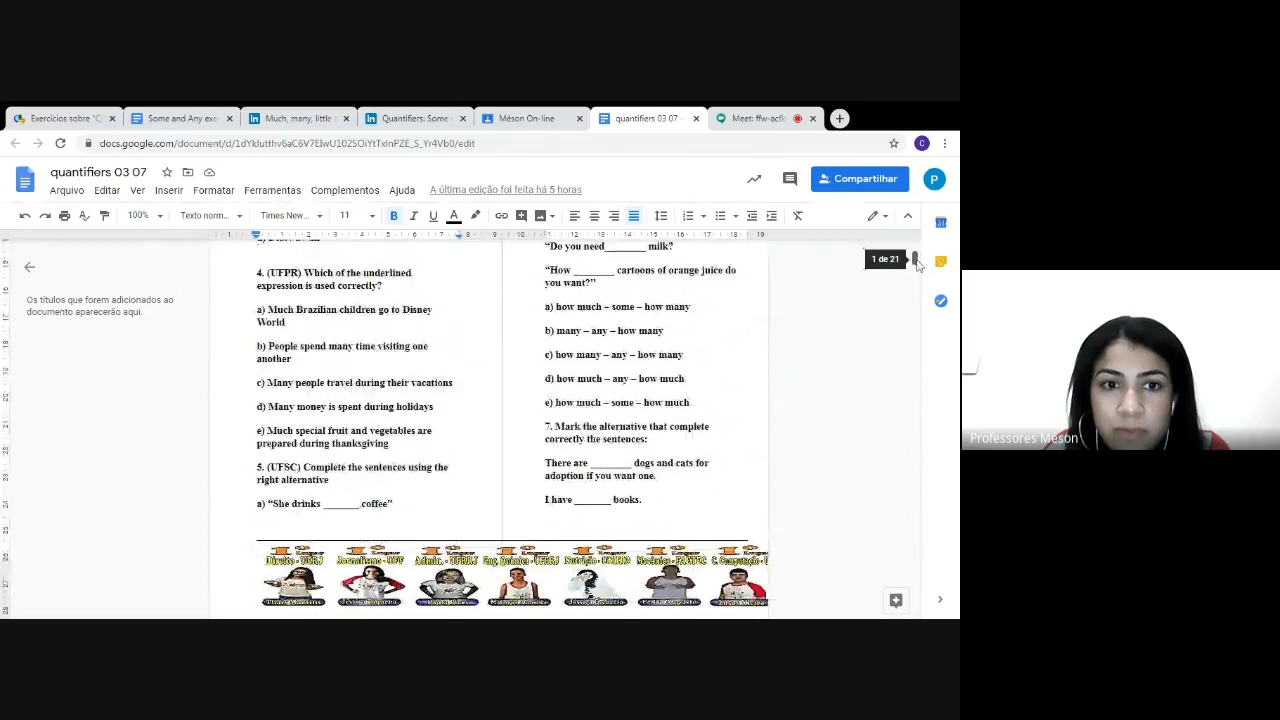 Exercícios sobre "Q
Some and Any exe
Much, many, little
Quantifiers: Some
Méson On-line
quantifiers 03 07
Meet: ffw-acfk
docs.google.com/document/d/1dYkIutthv6aC6V7EIwU102SOiYtTxInPZE_S_Yr4Vb0/edit
quantifiers 03 07
Arquivo Editar Ver Inserir Formatar Ferramentas Complementos Ajuda A última edição foi feita há 5 horas
Compartilhar
P
100% Texto norm... Times New... 11 B I U A
1 de 21
Os títulos que forem adicionados ao
documento aparecerão aqui.
4. (UFPR) Which of the underlined
expression is used correctly?
a) Much Brazilian children go to Disney
World
b) People spend many time visiting one
another
c) Many people travel during their vacations
d) Many money is spent during holidays
e) Much special fruit and vegetables are
prepared during thanksgiving
5. (UFSC) Complete the sentences using the
right alternative
a) “She drinks _______ coffee”
“Do you need________ milk?
“How ________ cartons of orange juice do
you want?”
a) how much – some – how many
b) many – any – how many
c) how many – any – how many
d) how much – any – how much
e) how much – some – how much
7. Mark the alternative that complete
correctly the sentences:
There are ________ dogs and cats for
adoption if you want one.
I have _______ books.
Professores Méson